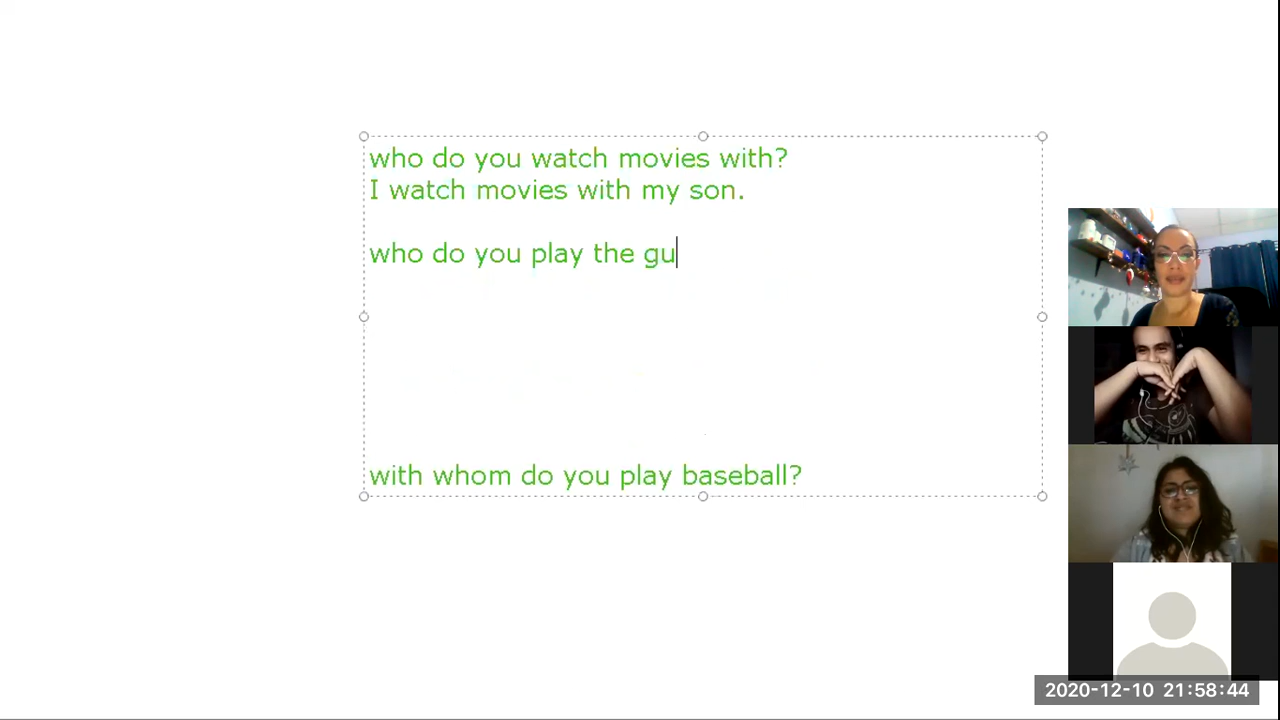 who do you watch movies with?
I watch movies with my son.
who do you play the gu
with whom do you play baseball?
2020-12-10 21:58:44